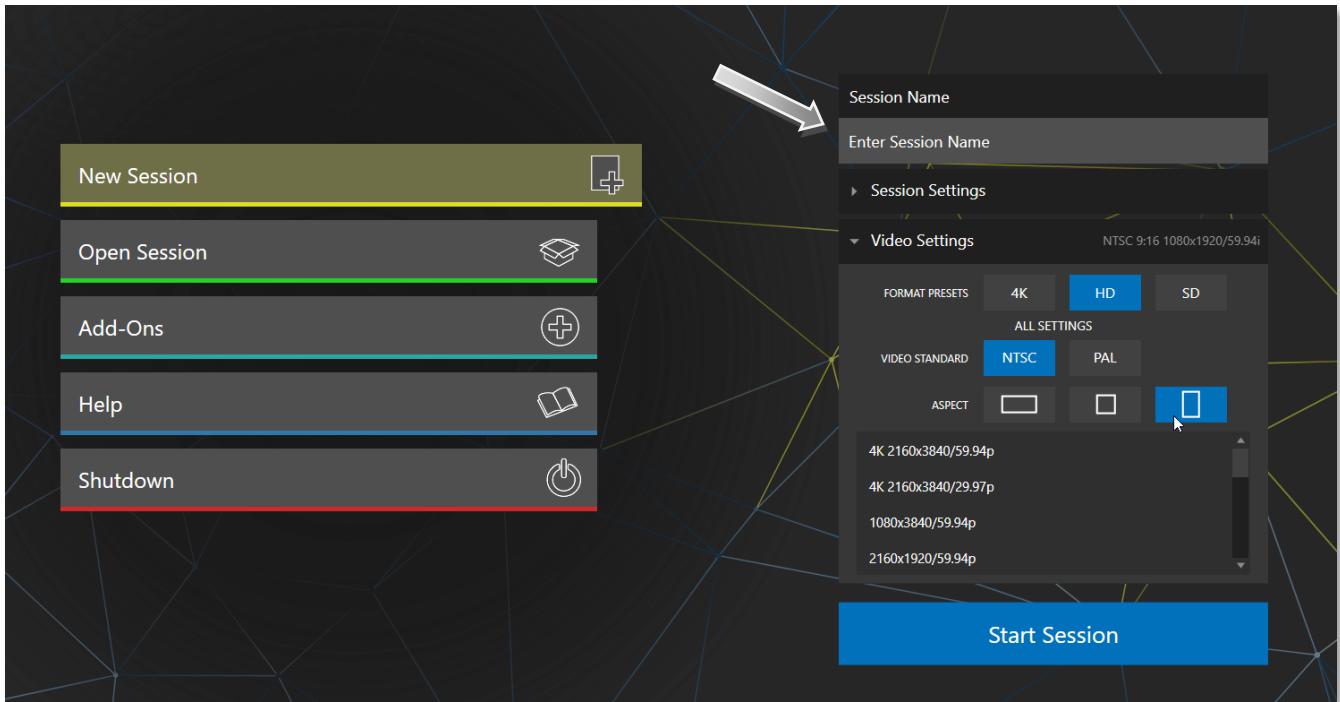 New Session
Open Session
Add-Ons
Help
Shutdown
Session Name
Enter Session Name
Session Settings
Video Settings NTSC 9:16 1080x1920/59.94i
FORMAT PRESETS 4K HD SD
ALL SETTINGS
VIDEO STANDARD NTSC PAL
ASPECT
4K 2160x3840/59.94p
4K 2160x3840/29.97p
1080x3840/59.94p
2160x1920/59.94p
Start Session